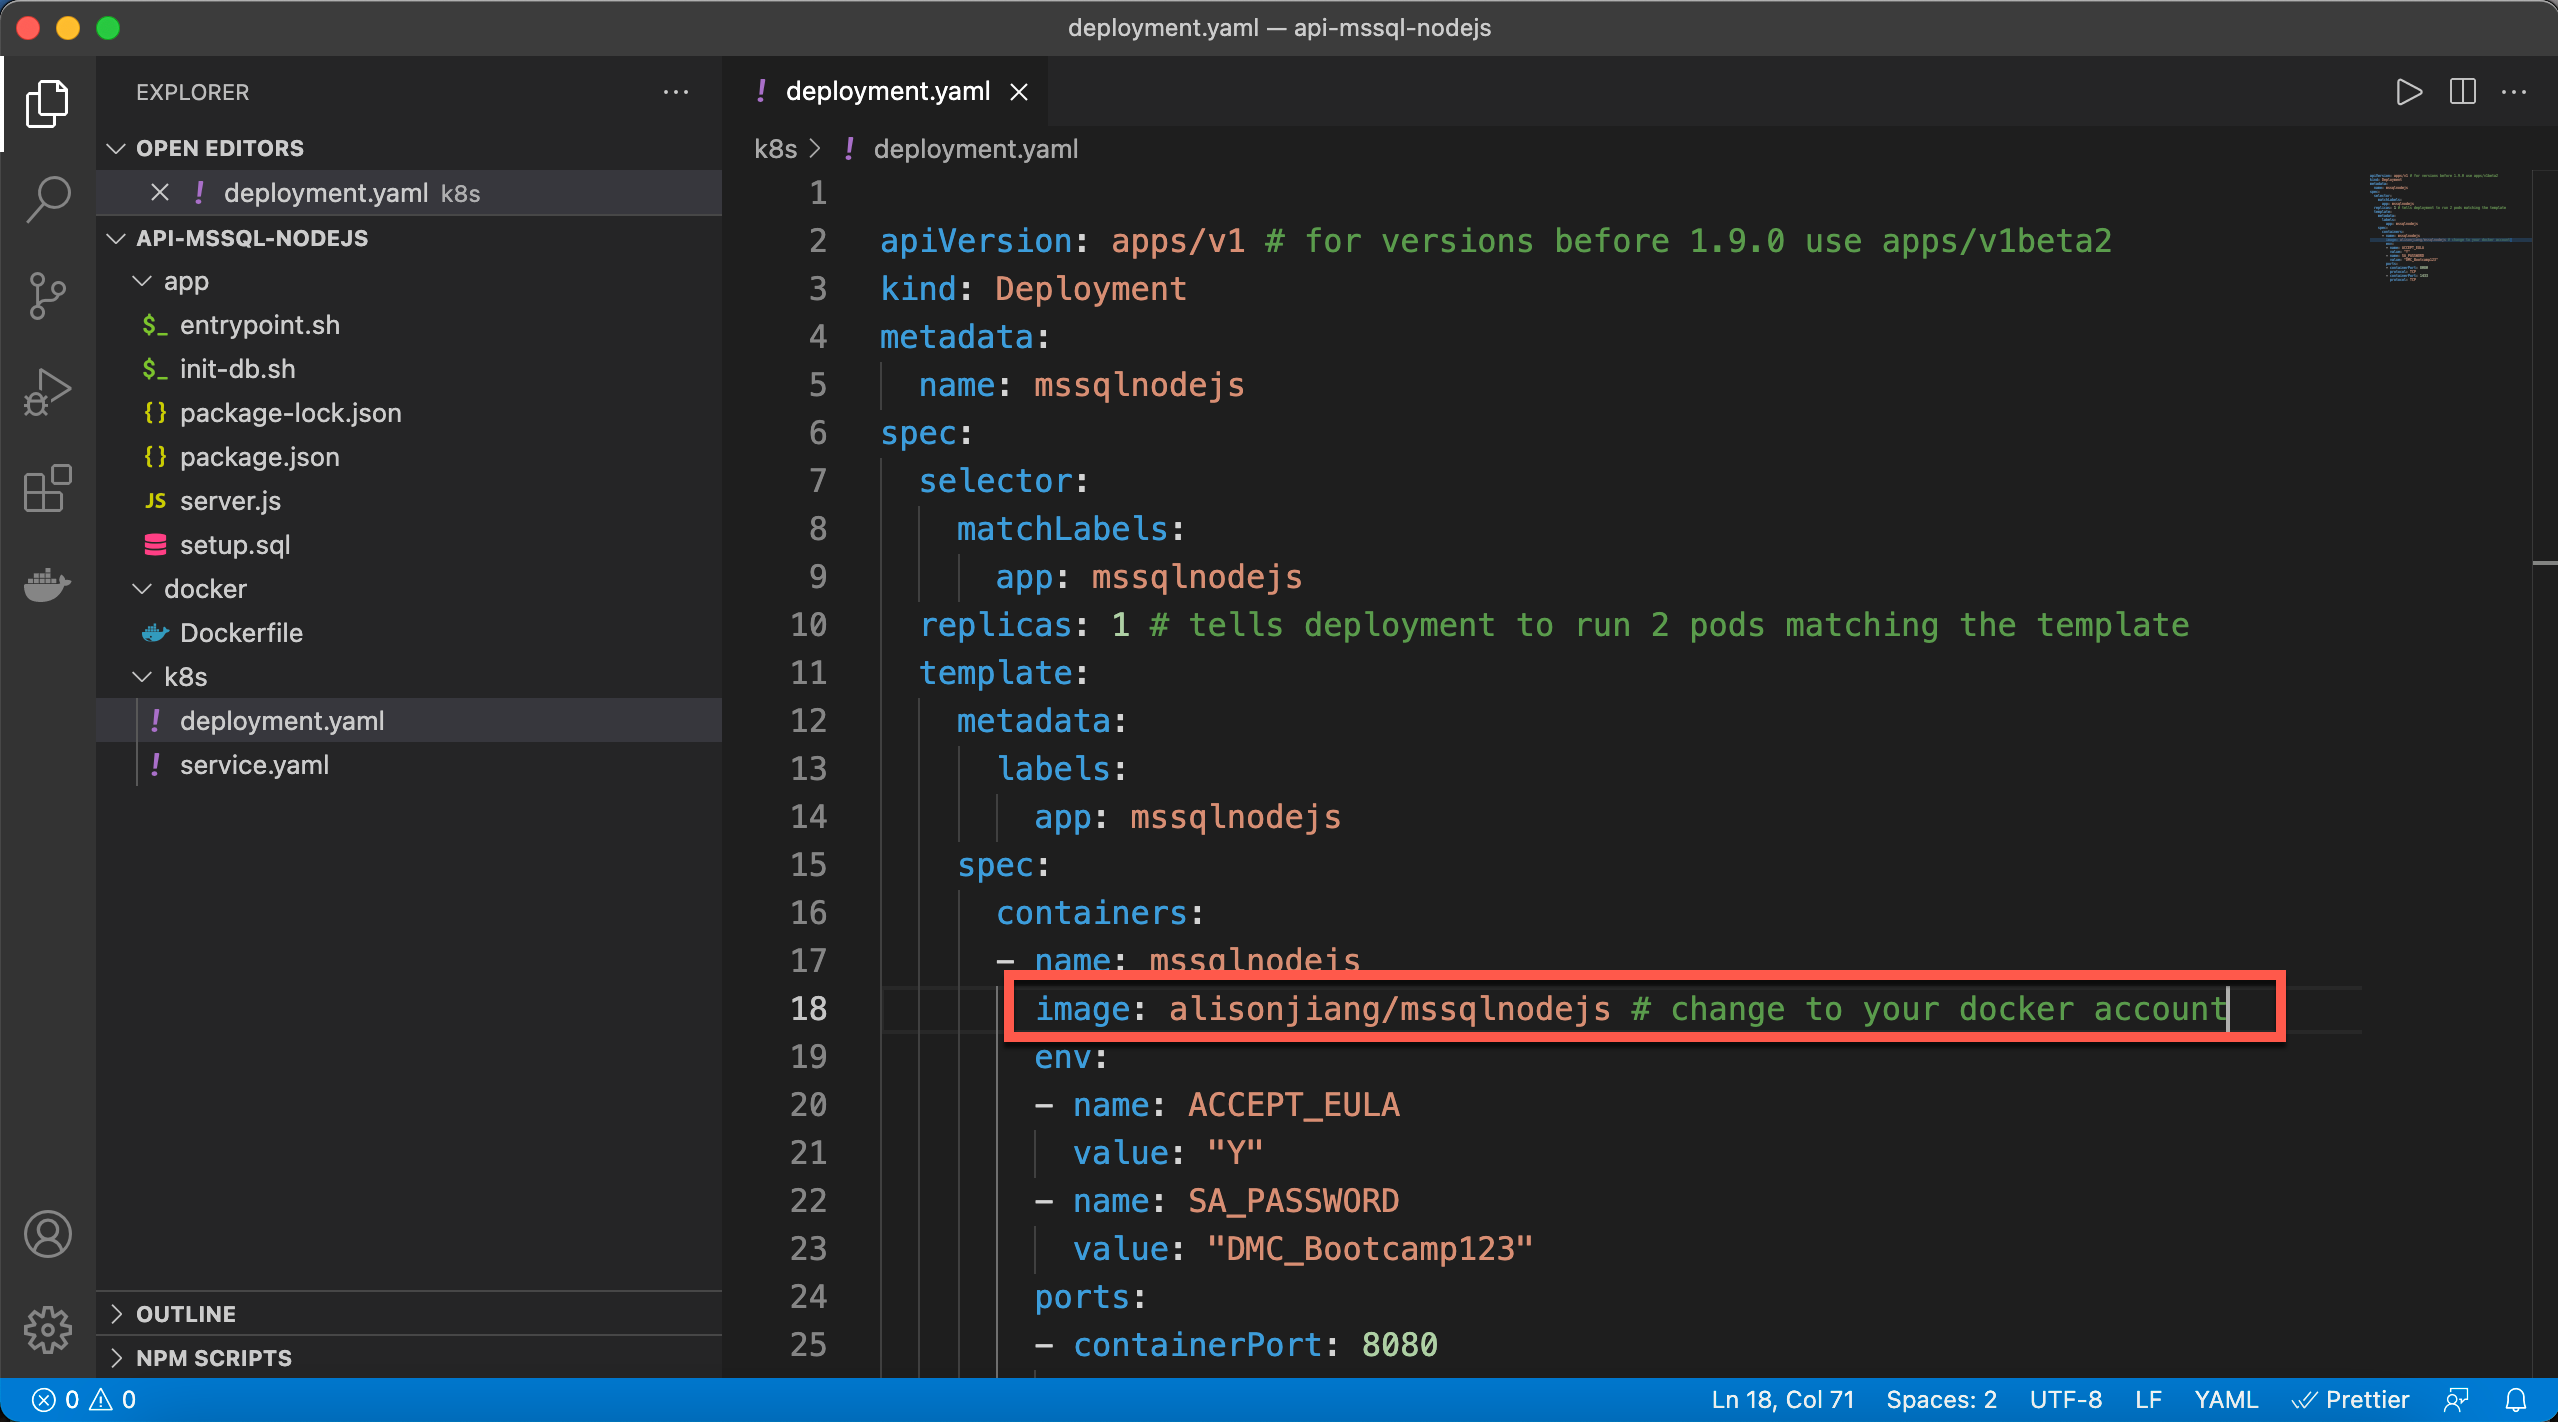 deployment.yaml — api-mssql-nodejs
EXPLORER
OPEN EDITORS
deployment.yaml k8s
API-MSSQL-NODEJS
app
$_ entrypoint.sh
$_ init-db.sh
{} package-lock.json
{} package.json
JS server.js
setup.sql
docker
Dockerfile
k8s
! deployment.yaml
! service.yaml
OUTLINE
NPM SCRIPTS
! deployment.yaml
k8s > ! deployment.yaml
1
2 apiVersion: apps/v1 # for versions before 1.9.0 use apps/v1beta2
3 kind: Deployment
4 metadata:
5 name: mssqlnodejs
6 spec:
7 selector:
8 matchLabels:
9 app: mssqlnodejs
10 replicas: 1 # tells deployment to run 2 pods matching the template
11 template:
12 metadata:
13 labels:
14 app: mssqlnodejs
15 spec:
16 containers:
17 - name: mssqlnodejs
18 image: alisonjiang/mssqlnodejs # change to your docker account
19 env:
20 - name: ACCEPT_EULA
21 value: "Y"
22 - name: SA_PASSWORD
23 value: "DMC_Bootcamp123"
24 ports:
25 - containerPort: 8080
0 0
Ln 18, Col 71 Spaces: 2 UTF-8 LF YAML Prettier